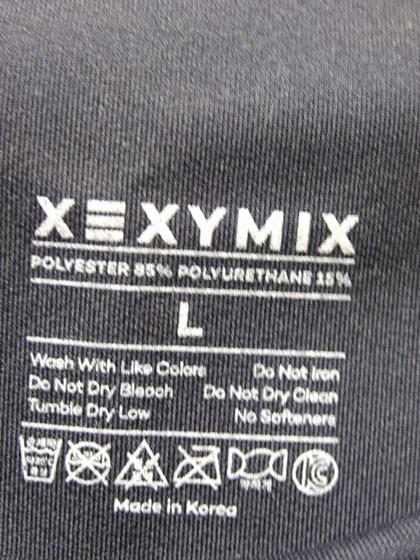 XEXYMIX
POLYESTER 85% POLYURETHANE 15%
L
Wash With Like Colors Do Not Iron
Do Not Dry Bleach Do Not Dry Clean
Tumble Dry Low No Softeners
Made in Korea